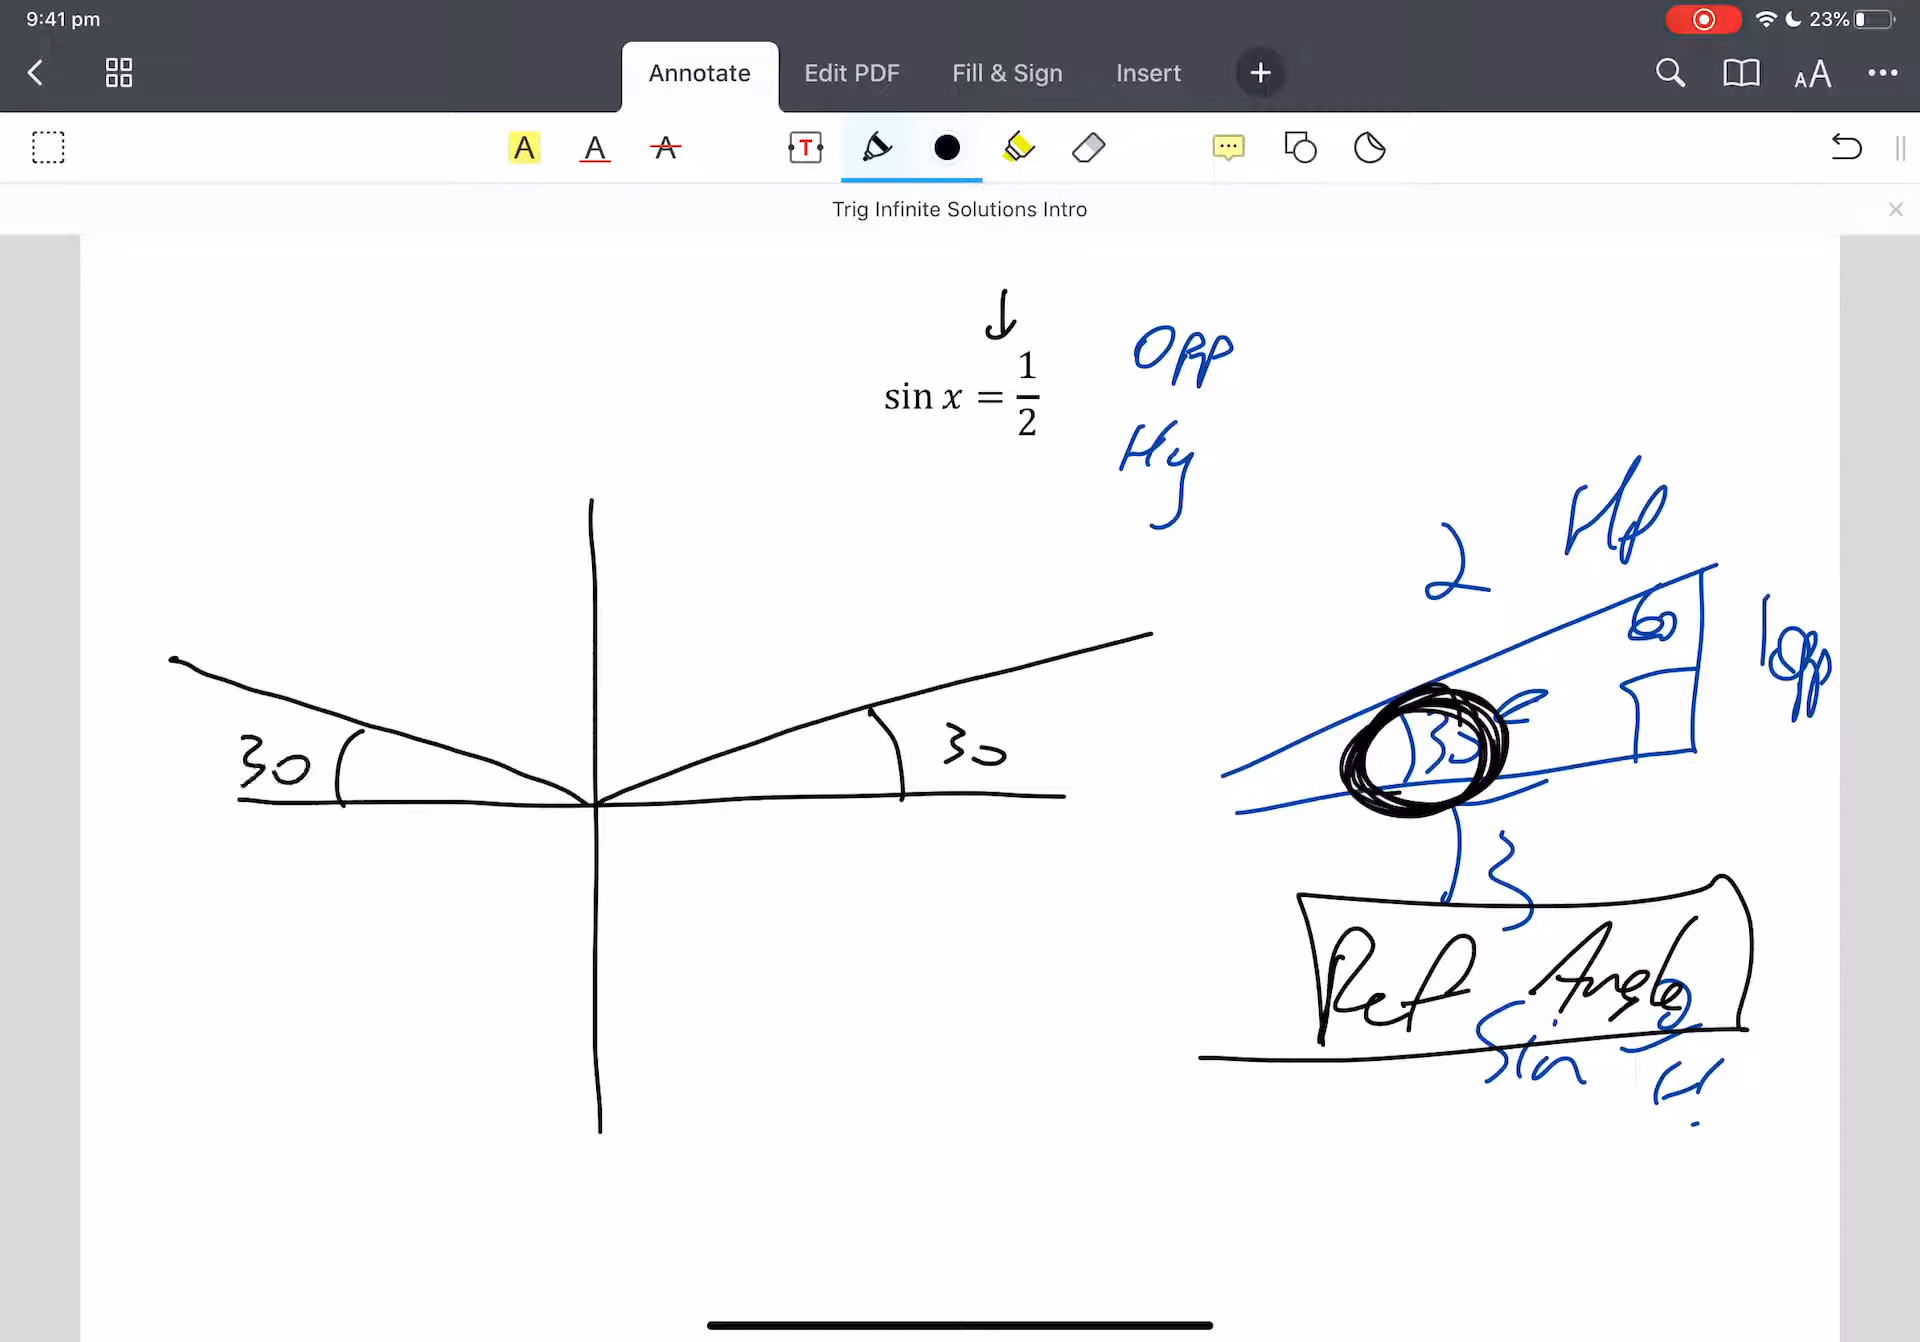 9:41 pm
23%
Annotate
Edit PDF
Fill & Sign
Insert
Trig Infinite Solutions Intro
sin x = 1/2
Opp
Hy
2
Hp
60
1 opp
30
30
30
3
Ref Angle
Sin O
H